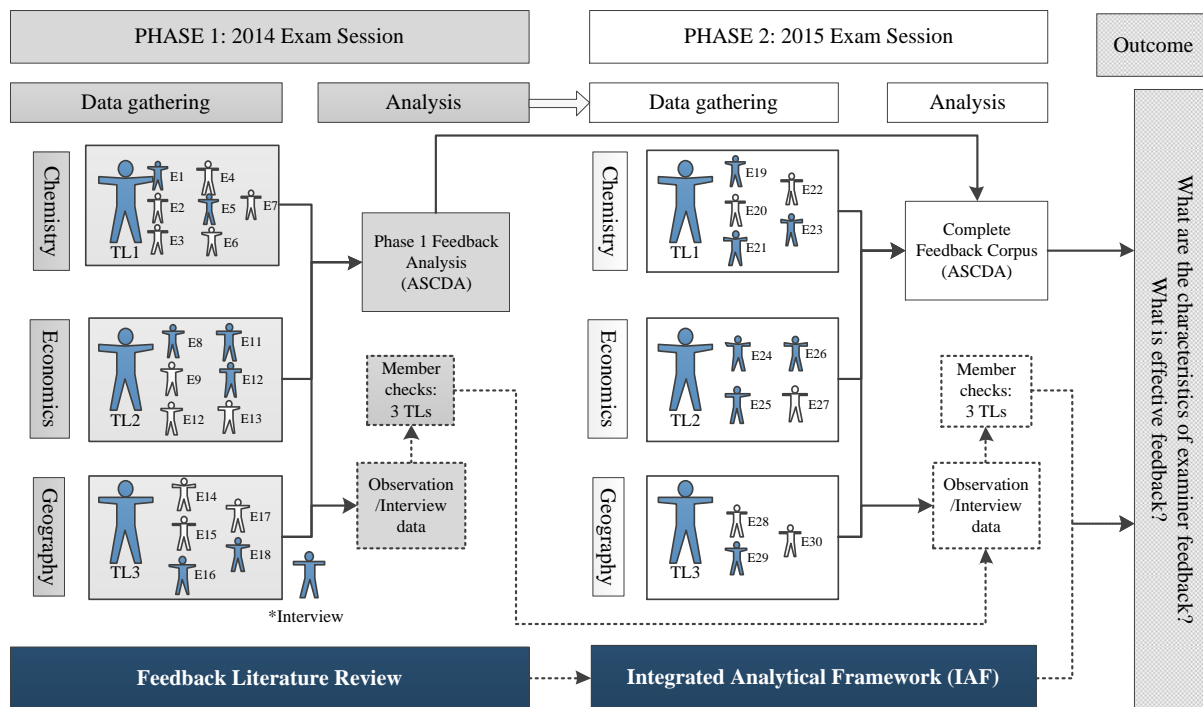 PHASE 1: 2014 Exam Session
PHASE 2: 2015 Exam Session
Outcome
Data gathering
Analysis
Data gathering
Analysis
Chemistry
TL1
E1
E2
E3
E4
E5
E6
E7
Economics
TL2
E8
E9
E12
E11
E12
E13
Geography
TL3
E14
E15
E16
E17
E18
*Interview
Phase 1 Feedback
Analysis
(ASCDA)
Member
checks:
3 TLs
Observation
/Interview
data
Chemistry
TL1
E19
E20
E21
E22
E23
Economics
TL2
E24
E25
E26
E27
Geography
TL3
E28
E29
E30
Complete
Feedback Corpus
(ASCDA)
Member
checks:
3 TLs
Observation
/Interview
data
What are the characteristics of examiner feedback?
What is effective feedback?
Feedback Literature Review
Integrated Analytical Framework (IAF)